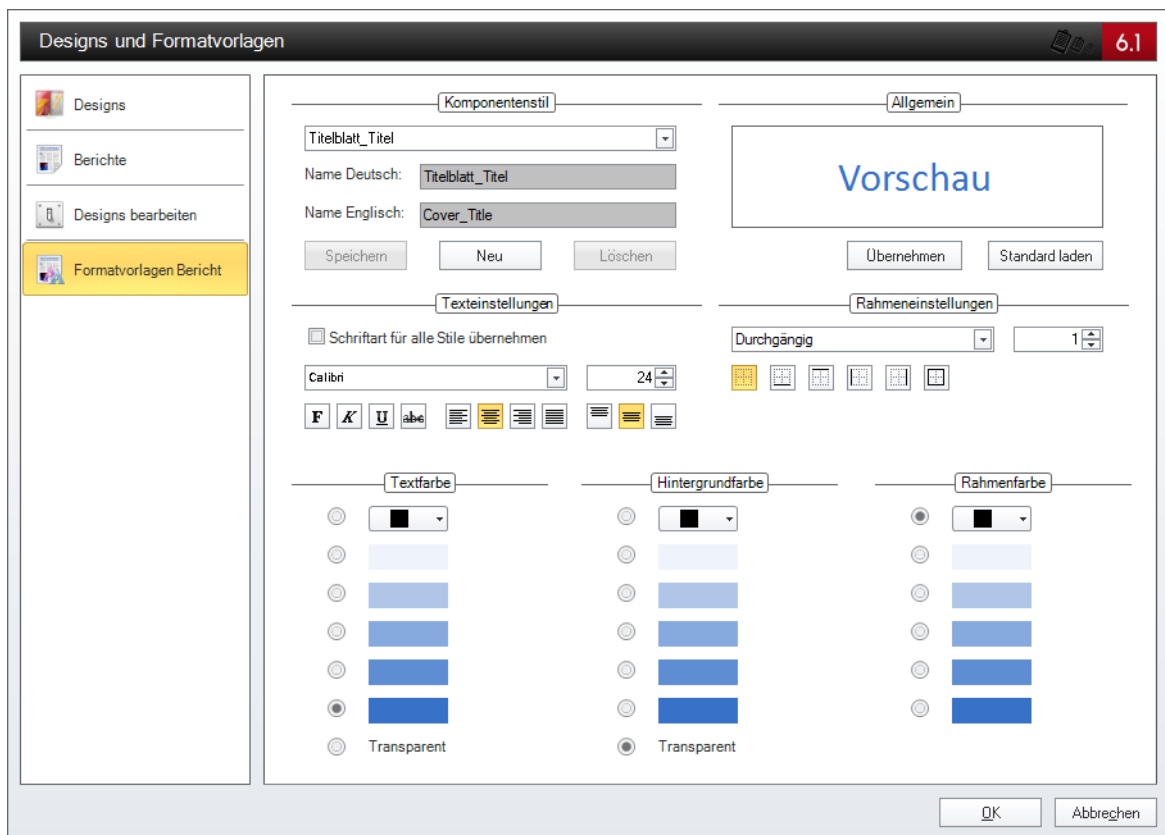 Designs und Formatvorlagen
6.1
Designs
Berichte
Designs bearbeiten
Formatvorlagen Bericht
Komponentenstil
Titelblatt_Titel
Name Deutsch: Titelblatt_Titel
Name Englisch: Cover_Title
Speichern Neu Löschen
Allgemein
Vorschau
Übernehmen Standard laden
Texteinstellungen
Schriftart für alle Stile übernehmen
Calibri 24
F K U abc
Rahmeneinstellungen
Durchgängig 1
Textfarbe
Transparent
Hintergrundfarbe
Transparent
Rahmenfarbe
OK Abbrechen